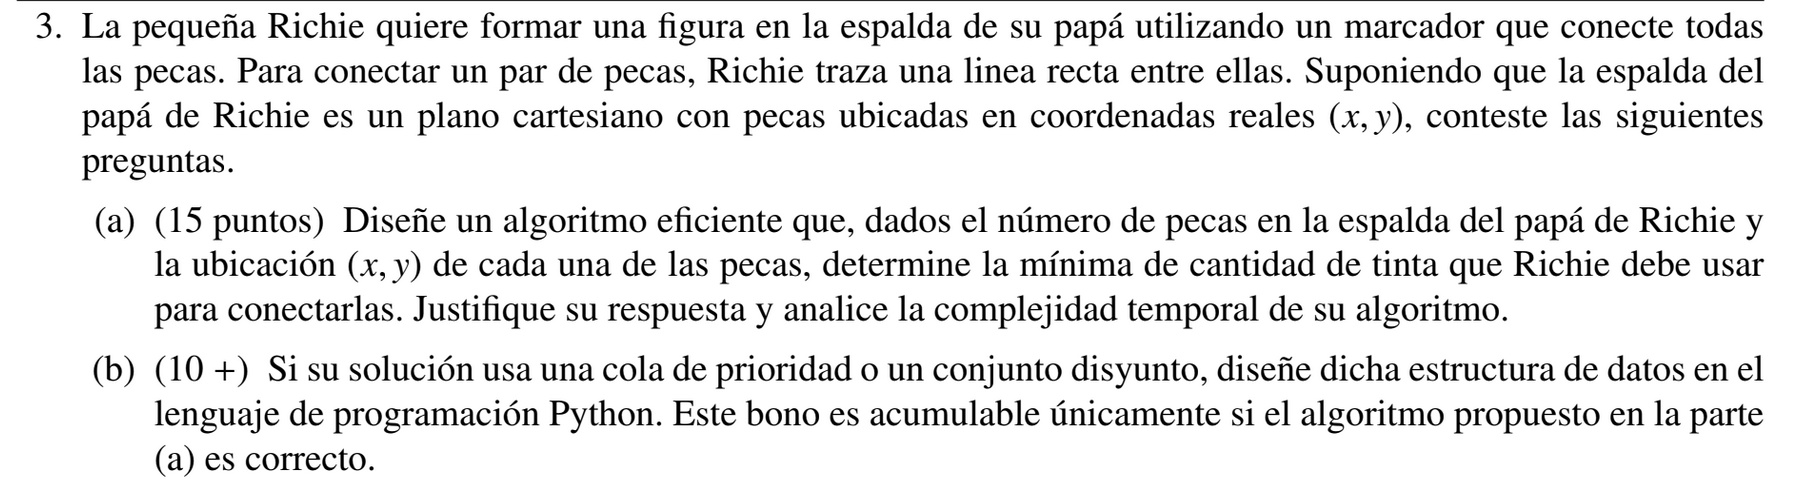 3. La pequeña Richie quiere formar una figura en la espalda de su papá utilizando un marcador que conecte todas
las pecas. Para conectar un par de pecas, Richie traza una linea recta entre ellas. Suponiendo que la espalda del
papá de Richie es un plano cartesiano con pecas ubicadas en coordenadas reales (x, y), conteste las siguientes
preguntas.
(a) (15 puntos) Diseñe un algoritmo eficiente que, dados el número de pecas en la espalda del papá de Richie y
la ubicación (x, y) de cada una de las pecas, determine la mínima de cantidad de tinta que Richie debe usar
para conectarlas. Justifique su respuesta y analice la complejidad temporal de su algoritmo.
(b) (10 +) Si su solución usa una cola de prioridad o un conjunto disyunto, diseñe dicha estructura de datos en el
lenguaje de programación Python. Este bono es acumulable únicamente si el algoritmo propuesto en la parte
(a) es correcto.